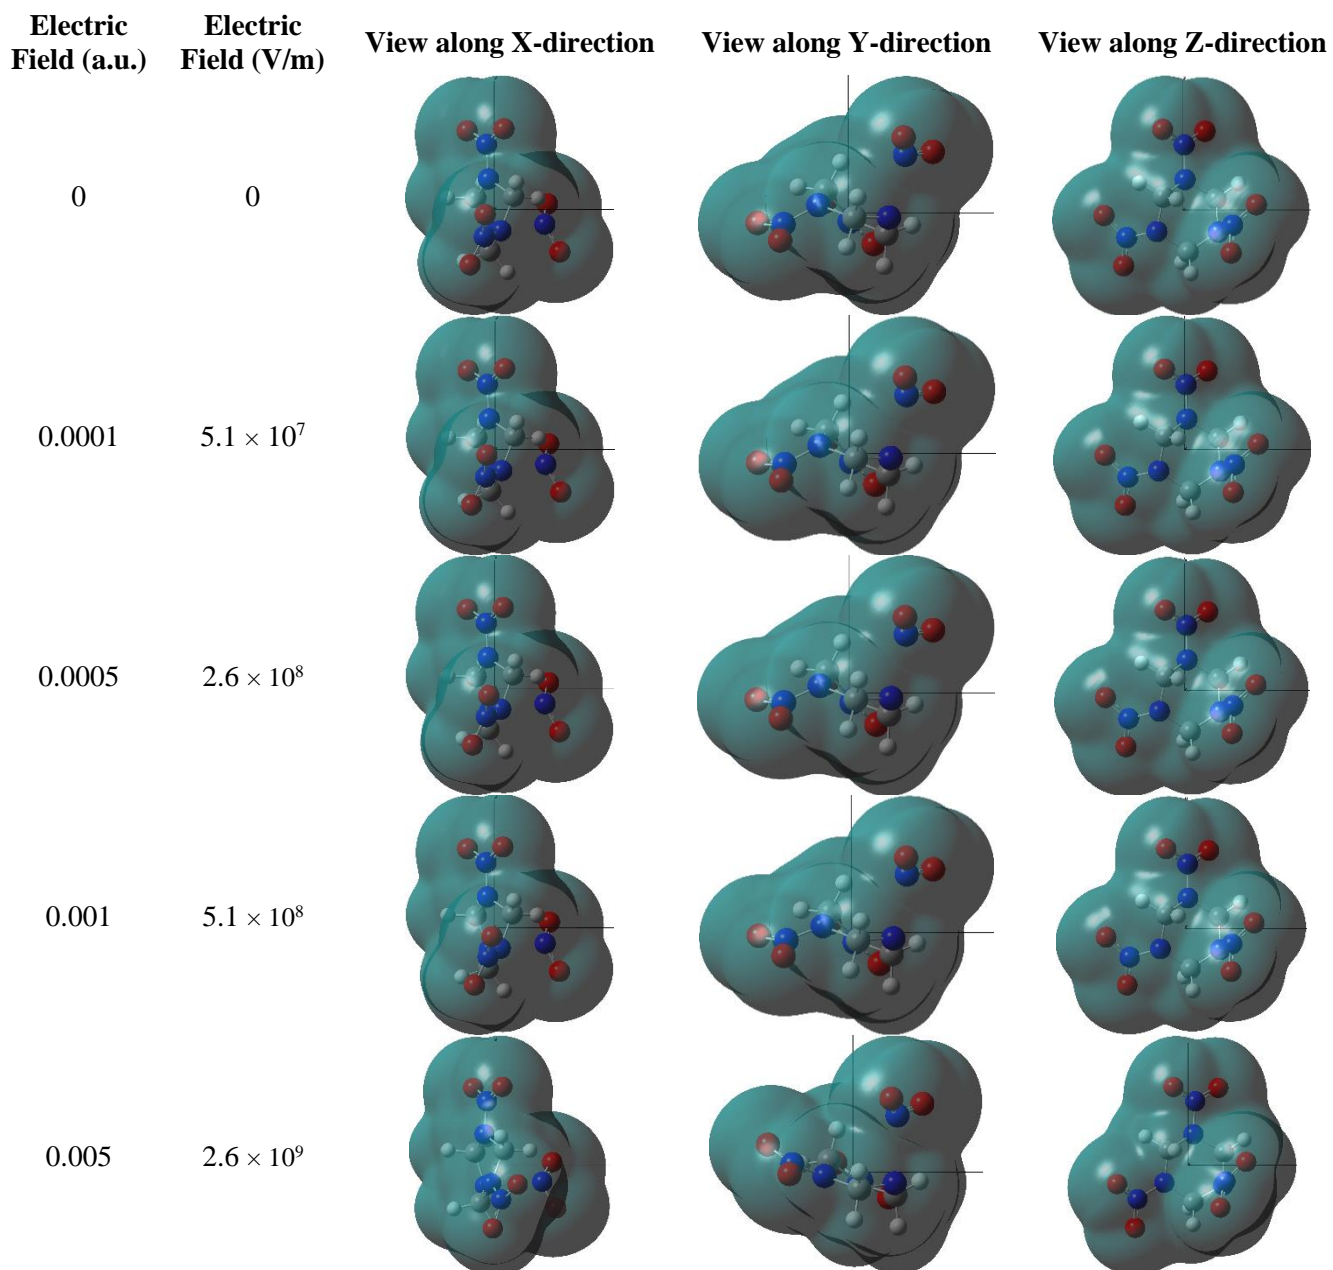 Electric Field (a.u.) Electric Field (V/m) View along X-direction View along Y-direction View along Z-direction
0 0
0.0001 5.1 × 10⁷
0.0005 2.6 × 10⁸
0.001 5.1 × 10⁸
0.005 2.6 × 10⁹